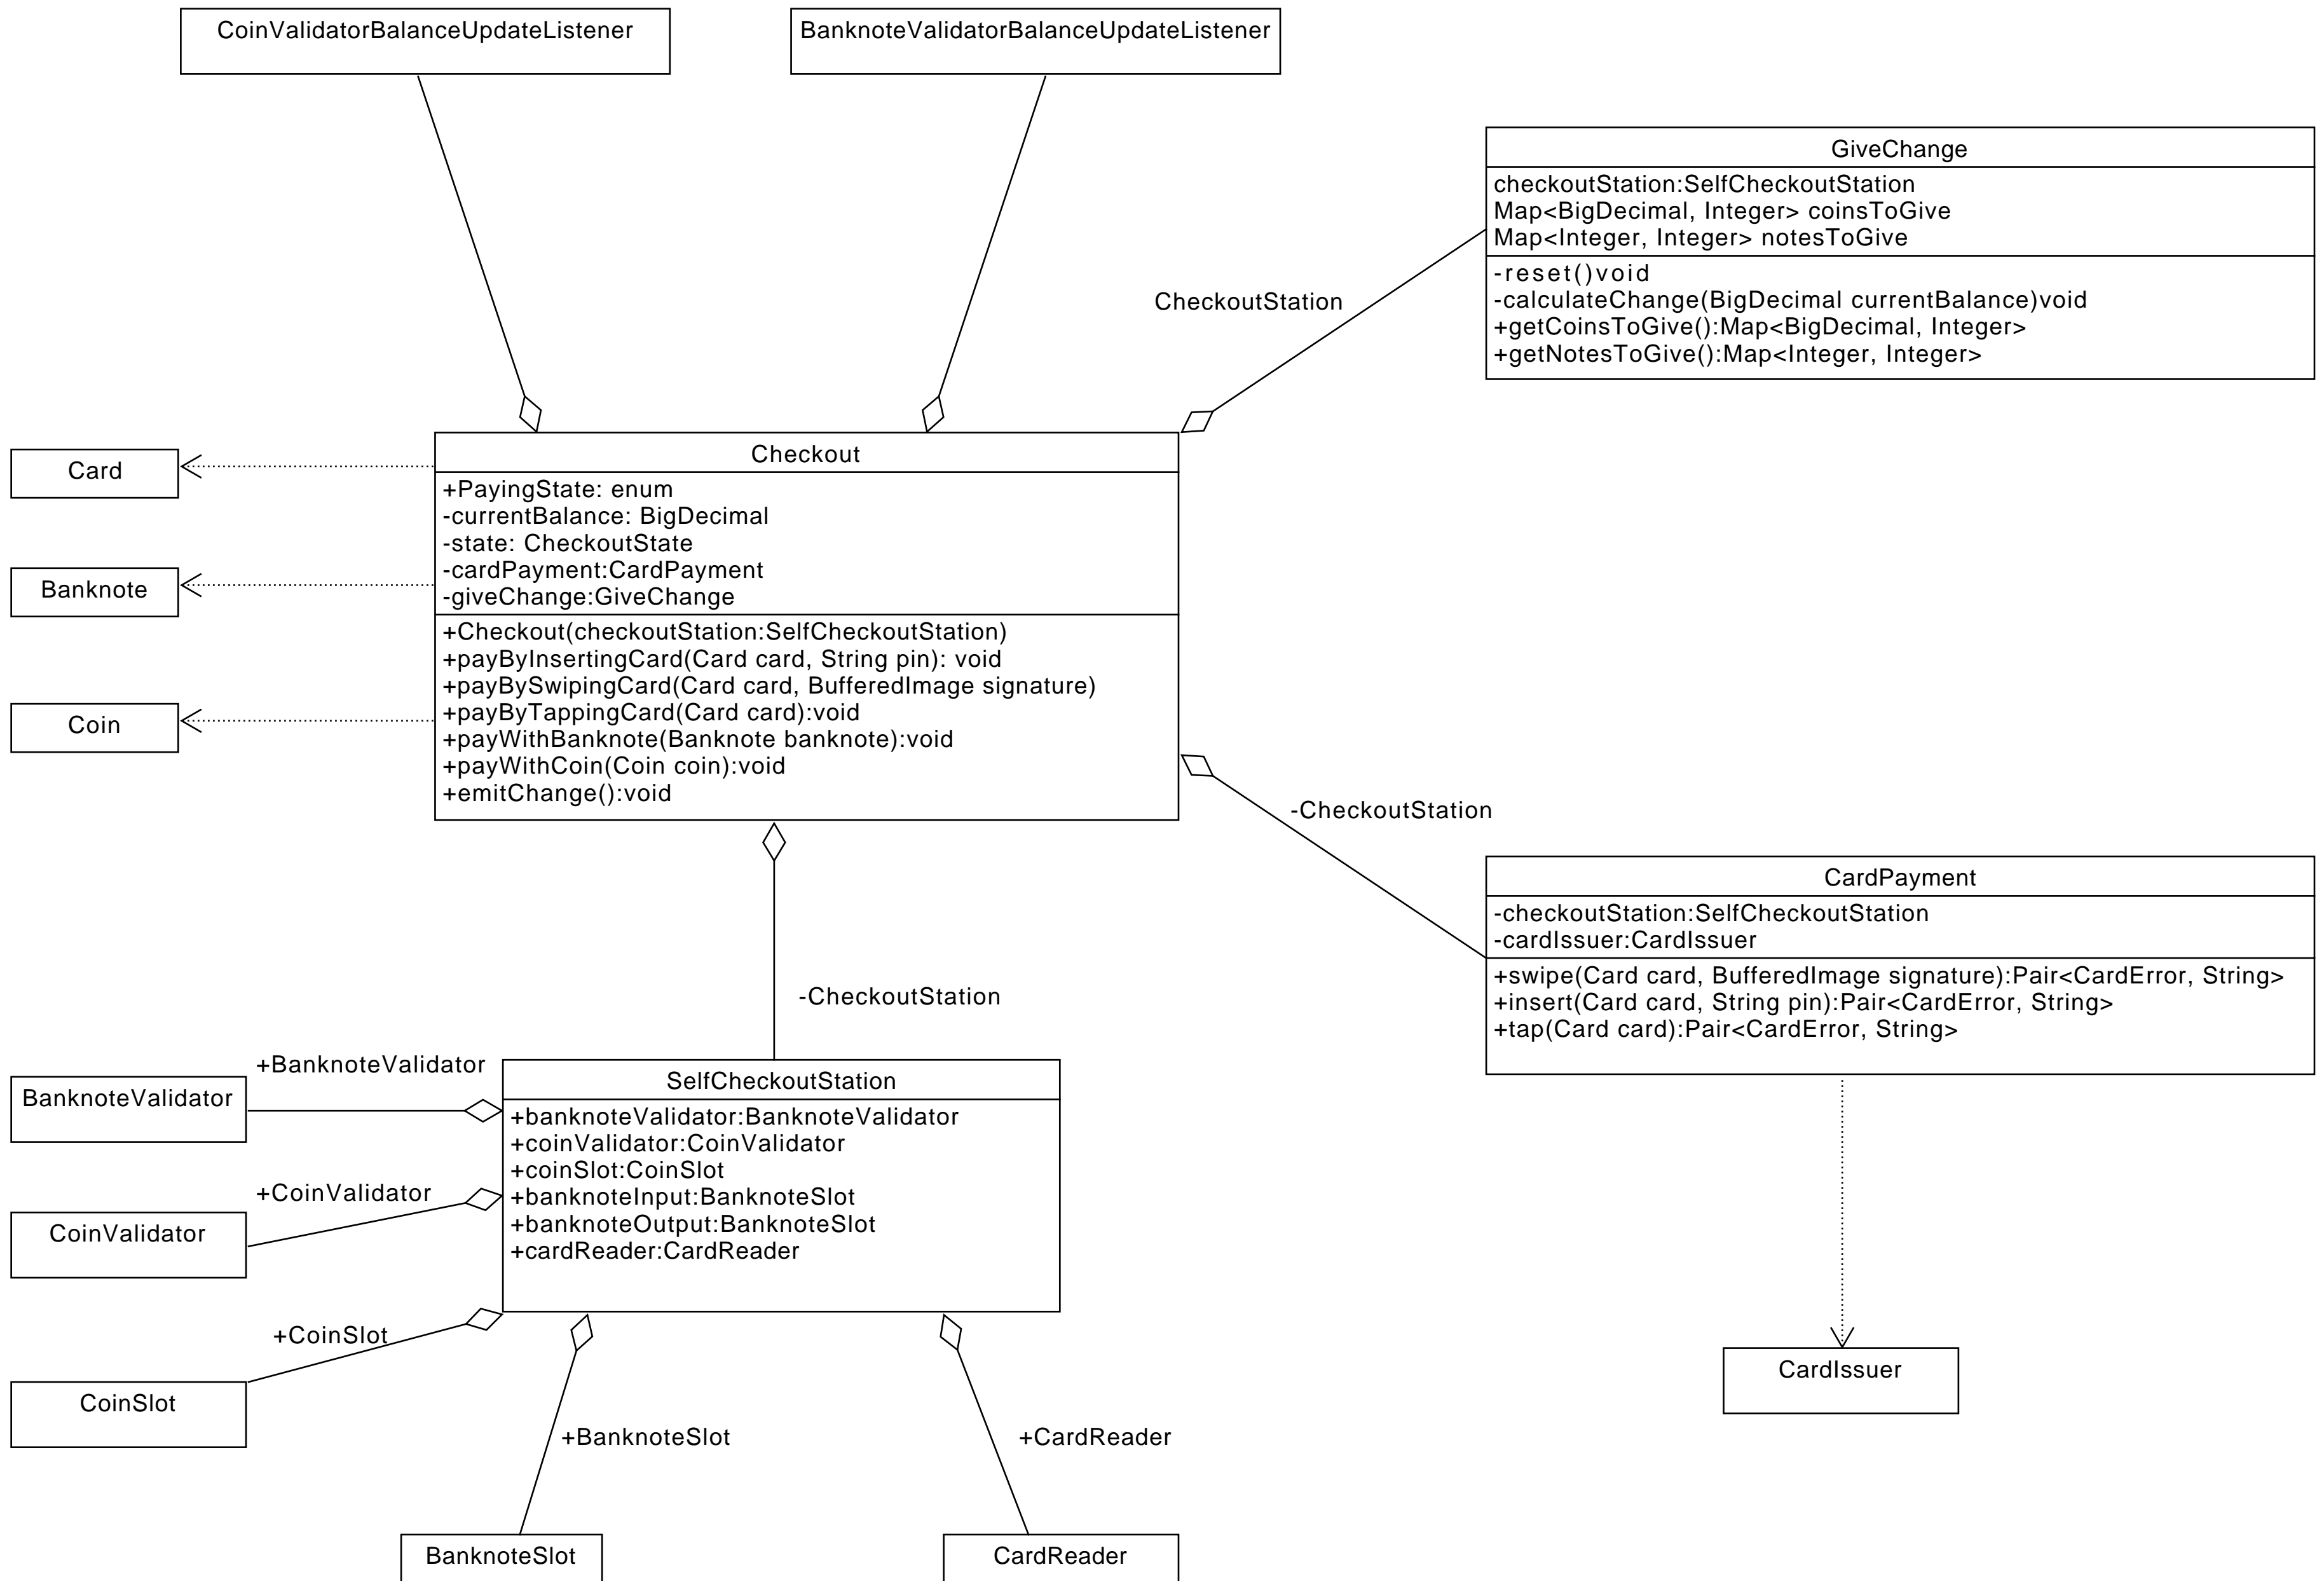 CoinValidatorBalanceUpdateListener
BanknoteValidatorBalanceUpdateListener
GiveChange
checkoutStation:SelfCheckoutStation
Map<BigDecimal, Integer> coinsToGive
Map<Integer, Integer> notesToGive
-reset()void
-calculateChange(BigDecimal currentBalance)void
+getCoinsToGive():Map<BigDecimal, Integer>
+getNotesToGive():Map<Integer, Integer>
CheckoutStation
Card
Banknote
Coin
Checkout
+PayingState: enum
-currentBalance: BigDecimal
-state: CheckoutState
-cardPayment:CardPayment
-giveChange:GiveChange
+Checkout(checkoutStation:SelfCheckoutStation)
+payByInsertingCard(Card card, String pin): void
+payBySwipingCard(Card card, BufferedImage signature)
+payByTappingCard(Card card):void
+payWithBanknote(Banknote banknote):void
+payWithCoin(Coin coin):void
+emitChange():void
-CheckoutStation
CardPayment
-checkoutStation:SelfCheckoutStation
-cardIssuer:CardIssuer
+swipe(Card card, BufferedImage signature):Pair<CardError, String>
+insert(Card card, String pin):Pair<CardError, String>
+tap(Card card):Pair<CardError, String>
-CheckoutStation
+BanknoteValidator
BanknoteValidator
+CoinValidator
CoinValidator
+CoinSlot
CoinSlot
SelfCheckoutStation
+banknoteValidator:BanknoteValidator
+coinValidator:CoinValidator
+coinSlot:CoinSlot
+banknoteInput:BanknoteSlot
+banknoteOutput:BanknoteSlot
+cardReader:CardReader
CardIssuer
+BanknoteSlot
+CardReader
BanknoteSlot
CardReader